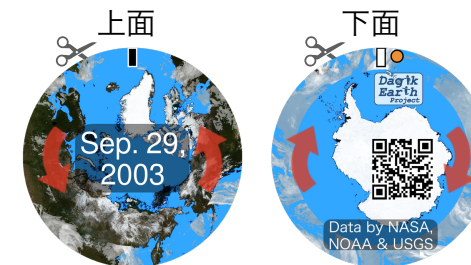 上面
下面
Sep. 29,
2003
Dagik
Earth
Project
Data by NASA,
NOAA & USGS